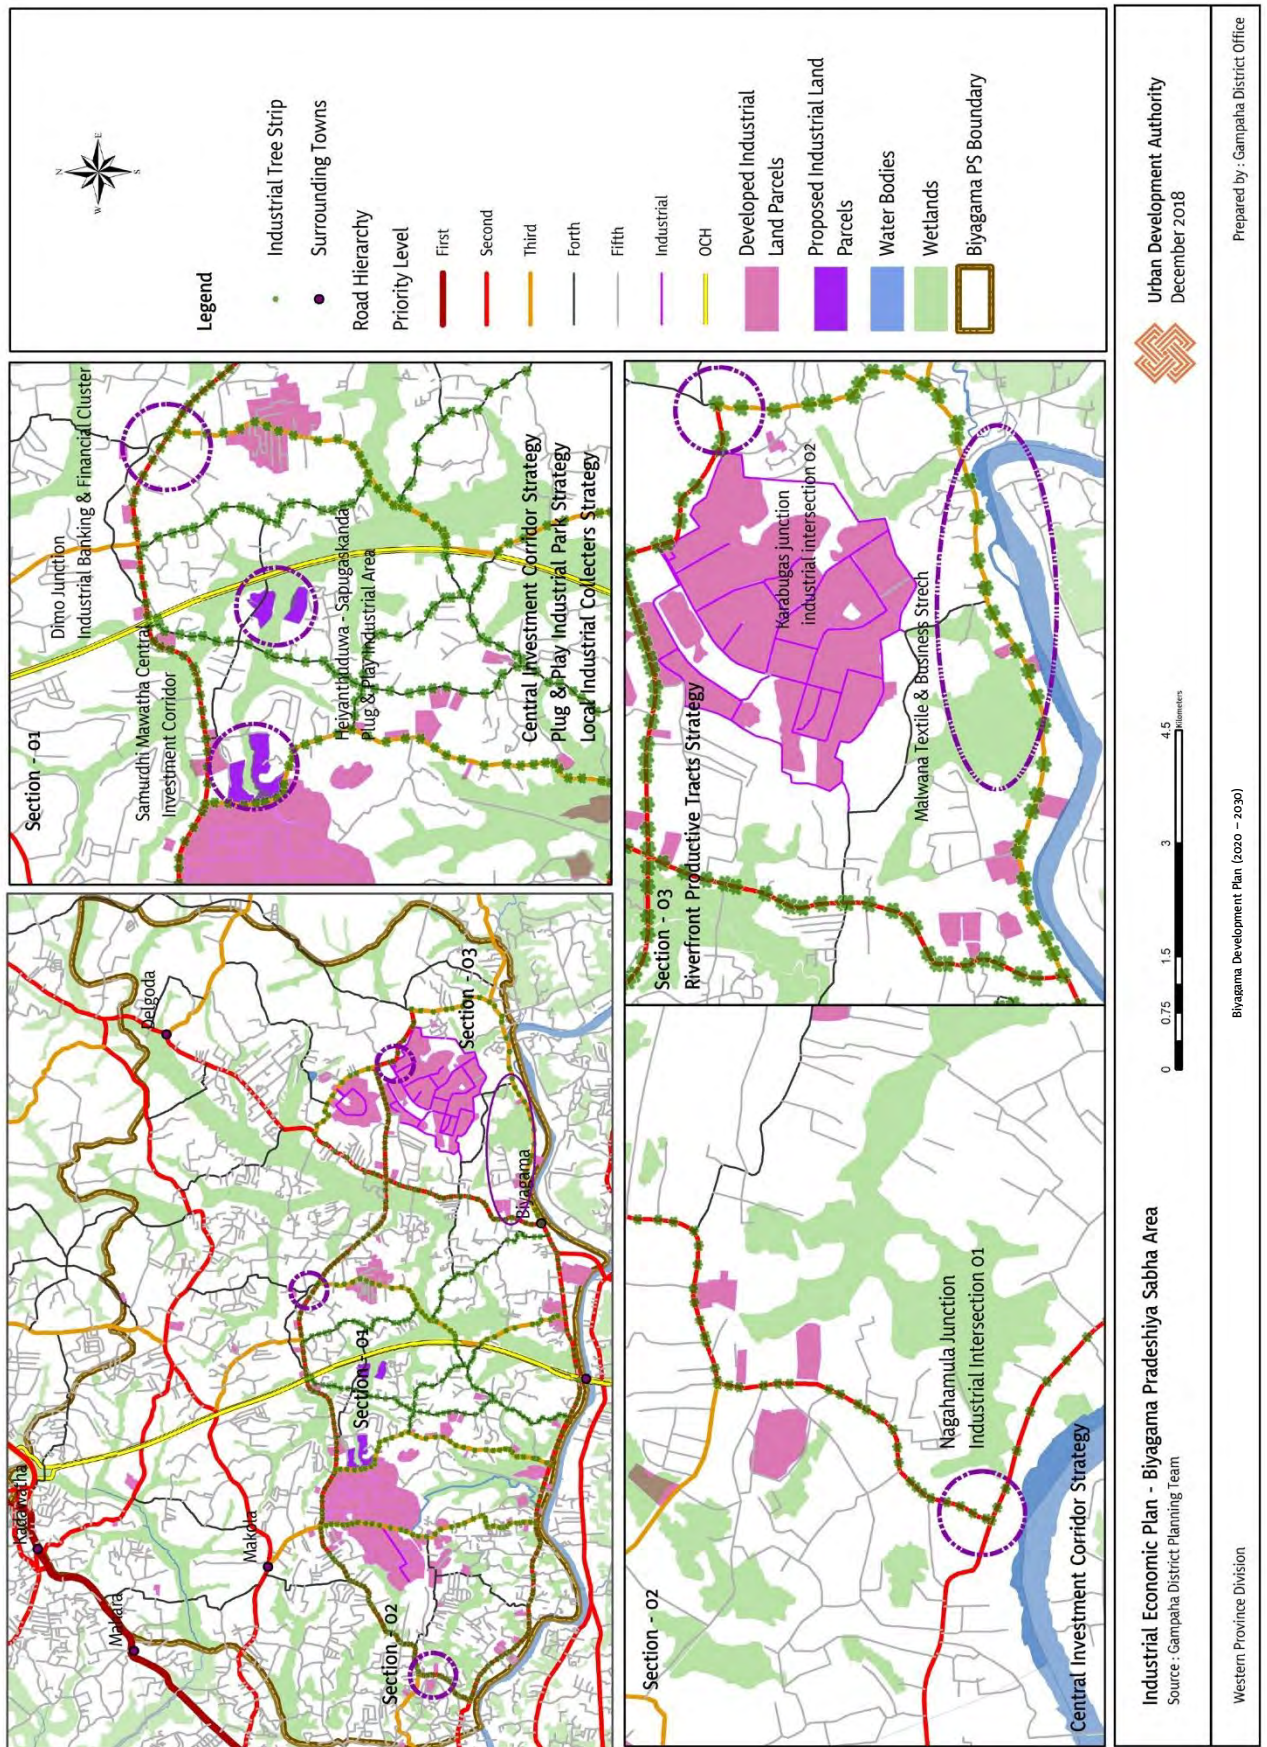 Kadawatha
Mahara
Makola
Delgoda
Biyagama
Section - 01
Section - 02
Section - 03
Section - 01
Dimo Junction
Industrial Banking & Financial Cluster
Samurdhi Mawatha Central
Investment Corridor
Heiyanthuduwa - Sapugaskanda
Plug & Play Industrial Area
Central Investment Corridor Strategy
Plug & Play Industrial Park Strategy
Local Industrial Collecters Strategy
Section - 02
Nagahamula Junction
Industrial Intersection 01
Central Investment Corridor Strategy
Section - 03
Riverfront Productive Tracts Strategy
Karabugas junction
industrial intersection 02
Malwana Textile & Business Strech
N
W
E
S
Legend
Industrial Tree Strip
Surrounding Towns
Road Hierarchy
Priority Level
First
Second
Third
Forth
Fifth
Industrial
OCH
Developed Industrial
Land Parcels
Proposed Industrial Land
Parcels
Water Bodies
Wetlands
Biyagama PS Boundary
Industrial Economic Plan - Biyagama Pradeshiya Sabha Area
Source : Gampaha District Planning Team
0 0.75 1.5 3 4.5
Kilometers
Urban Development Authority
December 2018
Western Province Division
Biyagama Development Plan (2020 – 2030)
Prepared by : Gampaha District Office